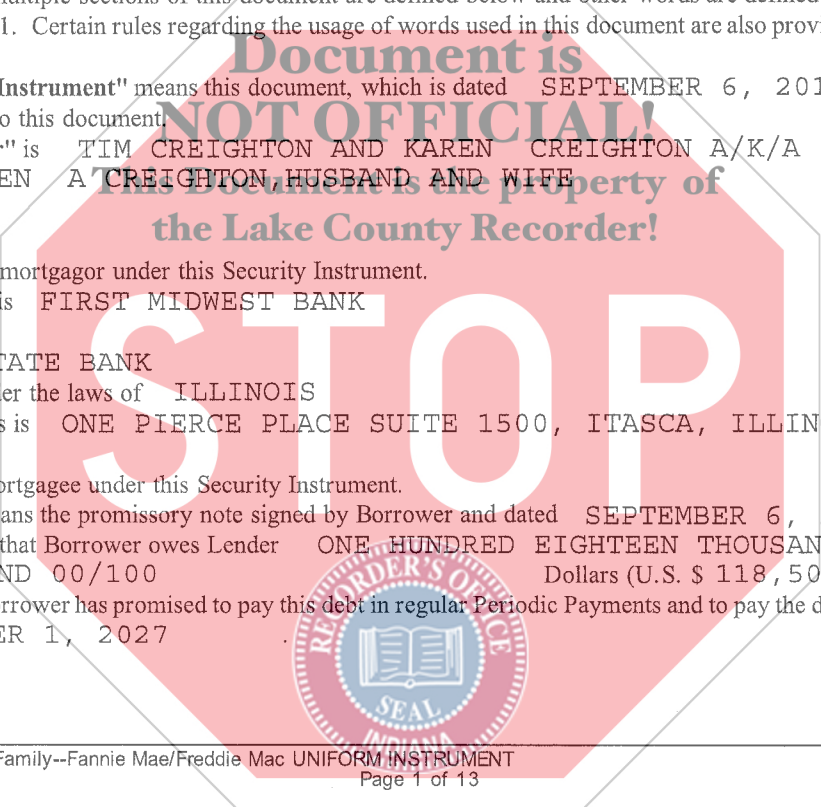 multiple sections of this document are defined below and other words are defined
1. Certain rules regarding the usage of words used in this document are also provi
Document is
Instrument" means this document, which is dated SEPTEMBER 6, 201
NOT OFFICIAL!
o this document.
r" is TIM CREIGHTON AND KAREN CREIGHTON A/K/A
EN A CREIGHTON, HUSBAND AND WIFE
This Document is the property of
the Lake County Recorder!
mortgagor under this Security Instrument.
is FIRST MIDWEST BANK
STOP
TATE BANK
er the laws of ILLINOIS
s is ONE PIERCE PLACE SUITE 1500, ITASCA, ILLIN
ortgagee under this Security Instrument.
ans the promissory note signed by Borrower and dated SEPTEMBER 6,
that Borrower owes Lender ONE HUNDRED EIGHTEEN THOUSAN
ND 00/100 Dollars (U.S. $ 118,50
orrower has promised to pay this debt in regular Periodic Payments and to pay the d
ER 1, 2027 .
RECORDER'S OFFICE
SEAL
INDIANA
Family--Fannie Mae/Freddie Mac UNIFORM INSTRUMENT
Page 1 of 13